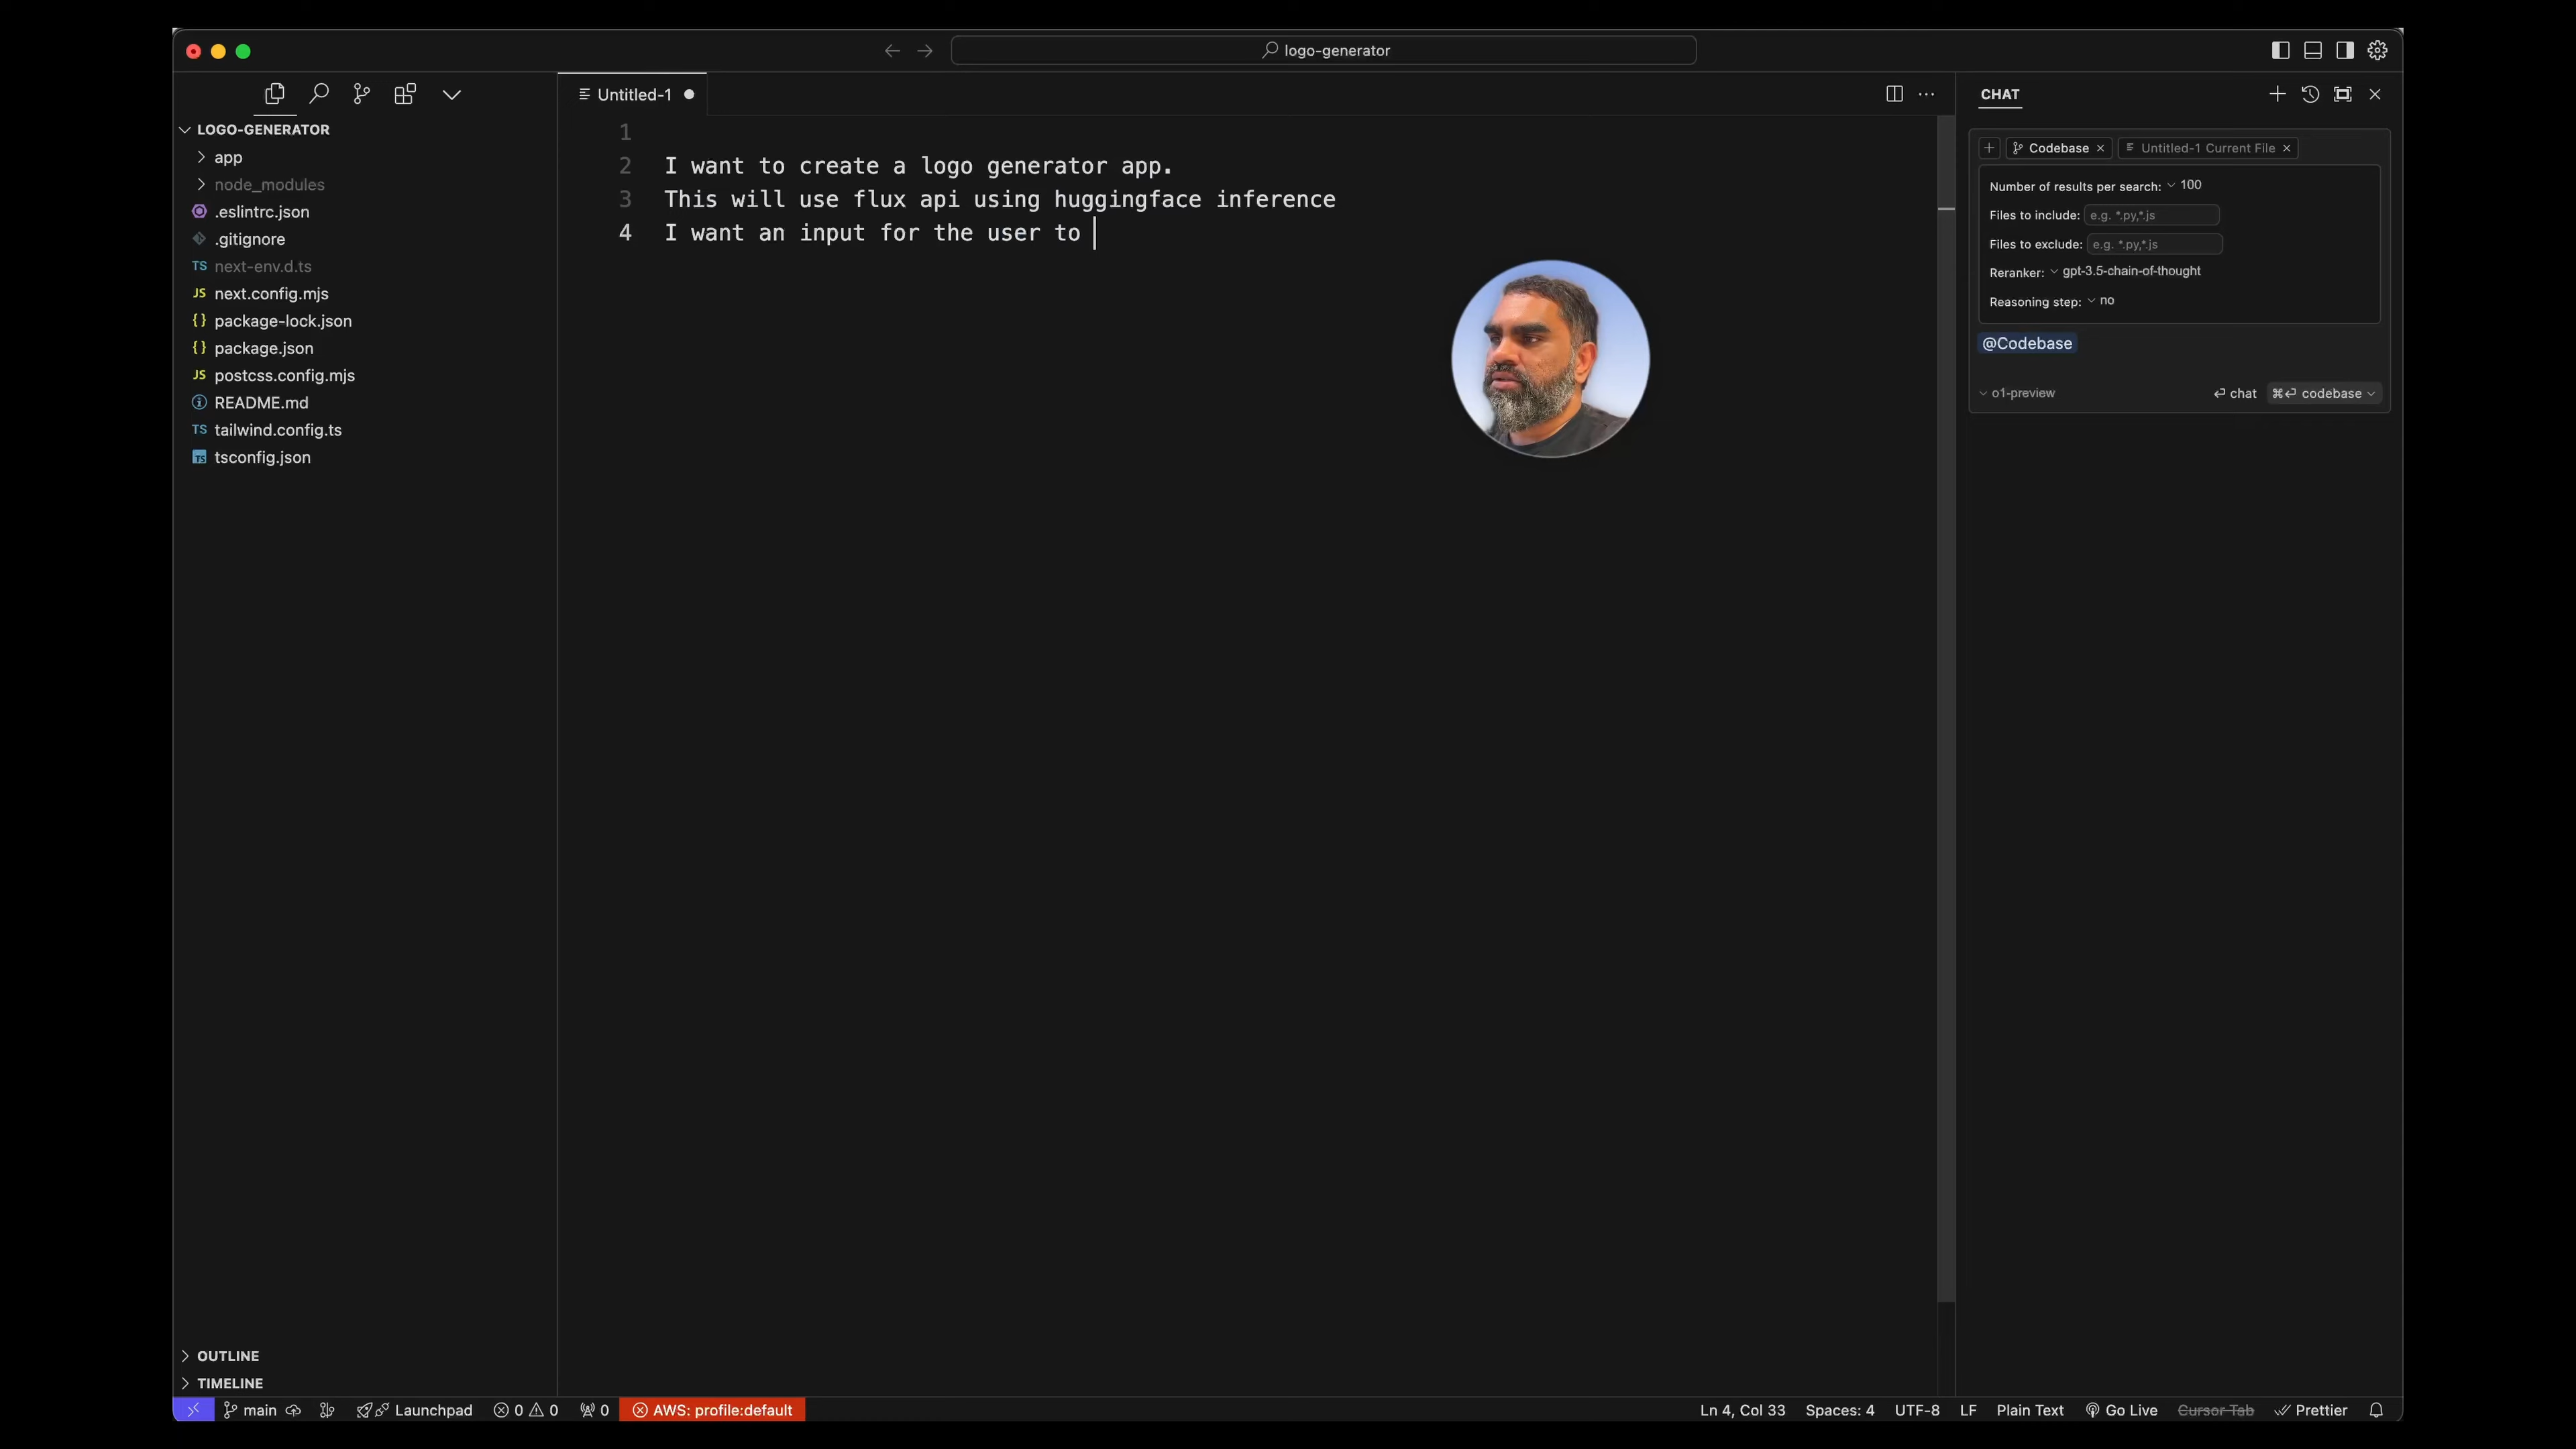 logo-generator
LOGO-GENERATOR
app
node_modules
.eslintrc.json
.gitignore
TS next-env.d.ts
JS next.config.mjs
{} package-lock.json
{} package.json
JS postcss.config.mjs
README.md
TS tailwind.config.ts
TS tsconfig.json
OUTLINE
TIMELINE
Untitled-1
1
2 I want to create a logo generator app.
3 This will use flux api using huggingface inference
4 I want an input for the user to
CHAT
Codebase Untitled-1 Current File
Number of results per search: 100
Files to include: e.g. *.py,*.js
Files to exclude: e.g. *.py,*.js
Reranker: gpt-3.5-chain-of-thought
Reasoning step: no
@Codebase
o1-preview chat codebase
main Launchpad 0 0 0 AWS: profile:default Ln 4, Col 33 Spaces: 4 UTF-8 LF Plain Text Go Live Cursor Tab Prettier